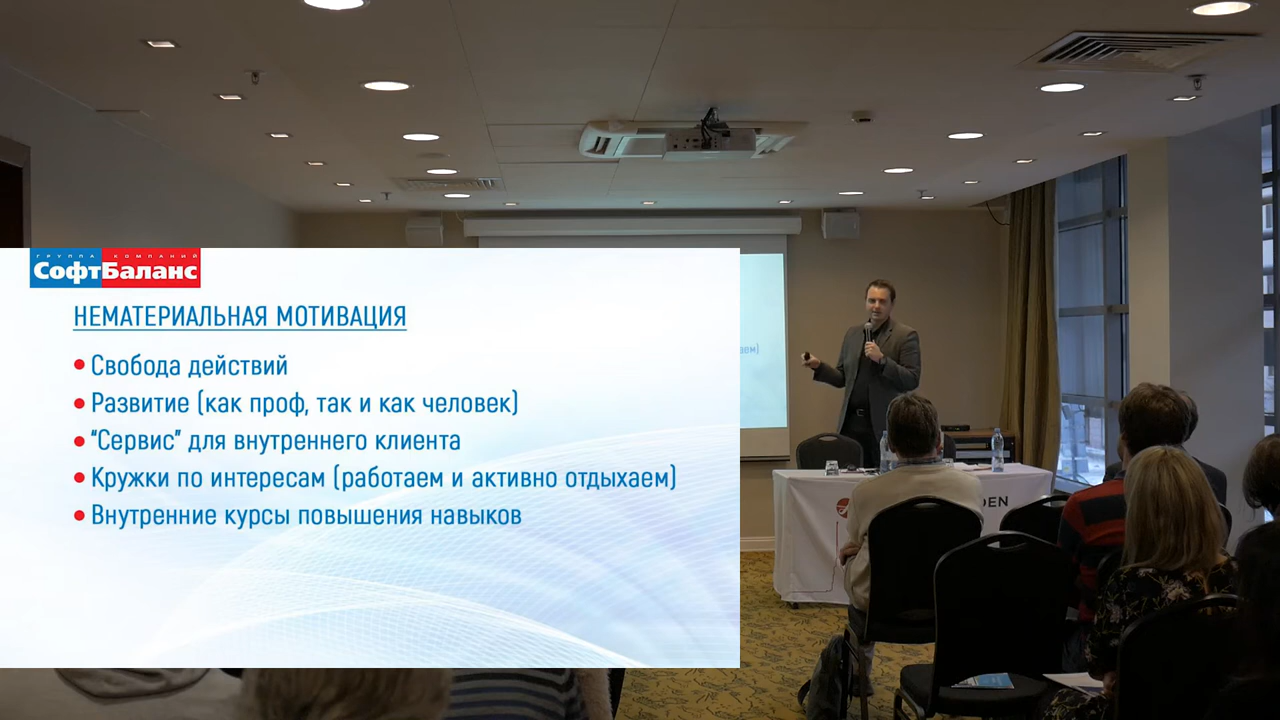 ГРУППА КОМПАНИЙ
СофтБаланс
НЕМАТЕРИАЛЬНАЯ МОТИВАЦИЯ
Свобода действий
Развитие (как проф, так и как человек)
“Сервис” для внутреннего клиента
Кружки по интересам (работаем и активно отдыхаем)
Внутренние курсы повышения навыков